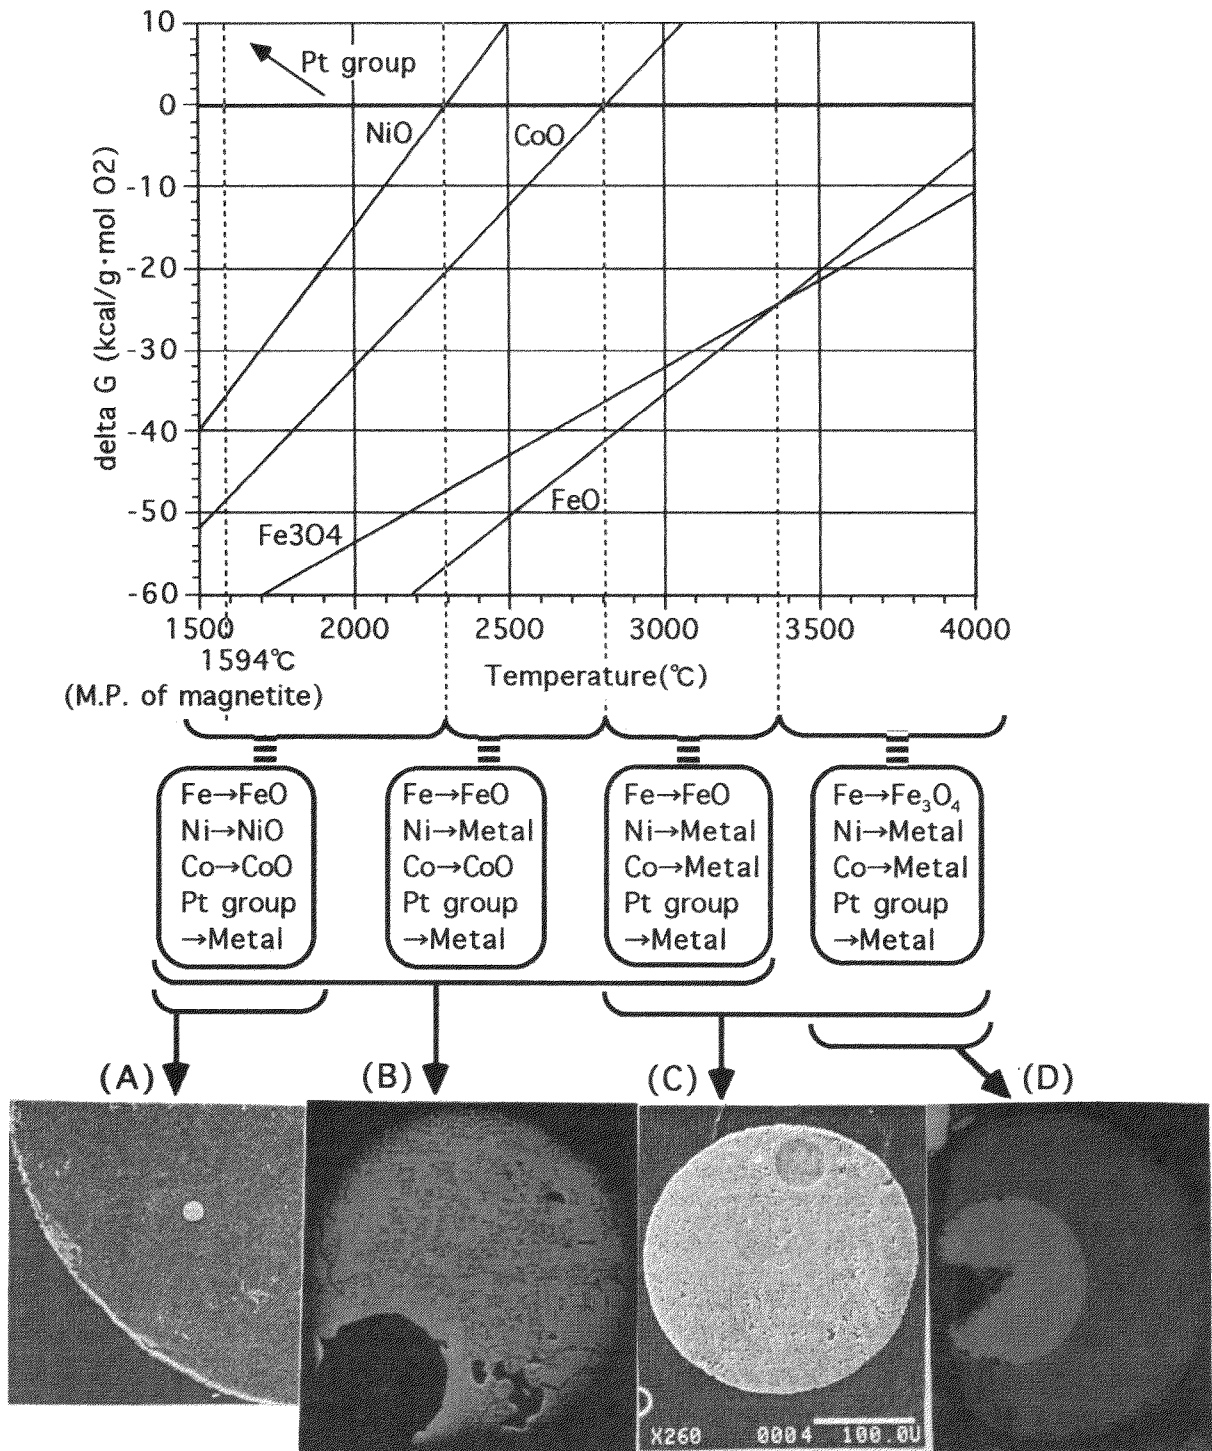 10
Pt group
0
NiO
CoO
-10
-20
-30
-40
-50
-60
delta G (kcal/g·mol O2)
FeO
Fe3O4
1500
2000
2500
3000
3500
4000
1594℃
(M.P. of magnetite)
Temperature(℃)
Fe→FeO
Ni→NiO
Co→CoO
Pt group
→Metal
Fe→FeO
Ni→Metal
Co→CoO
Pt group
→Metal
Fe→FeO
Ni→Metal
Co→Metal
Pt group
→Metal
Fe→Fe₃O₄
Ni→Metal
Co→Metal
Pt group
→Metal
(A)
(B)
(C)
(D)
X260 0004 100.0U